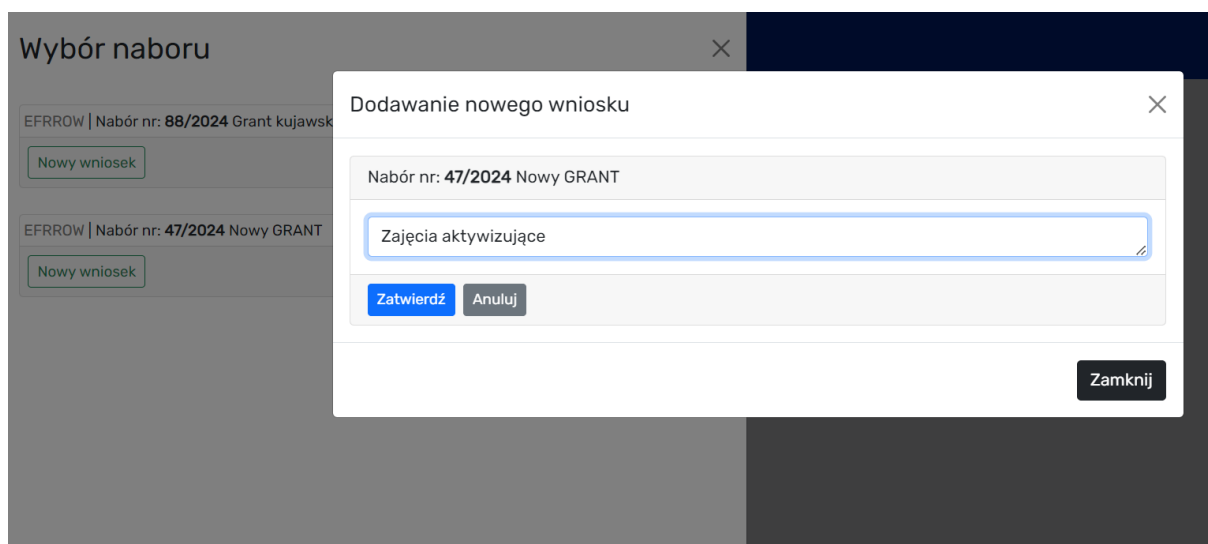 Wybór naboru
EFRROW | Nabór nr: 88/2024 Grant kujawsk
Nowy wniosek
EFRROW | Nabór nr: 47/2024 Nowy GRANT
Nowy wniosek
Dodawanie nowego wniosku
Nabór nr: 47/2024 Nowy GRANT
Zajęcia aktywizujące
Zatwierdź Anuluj
Zamknij